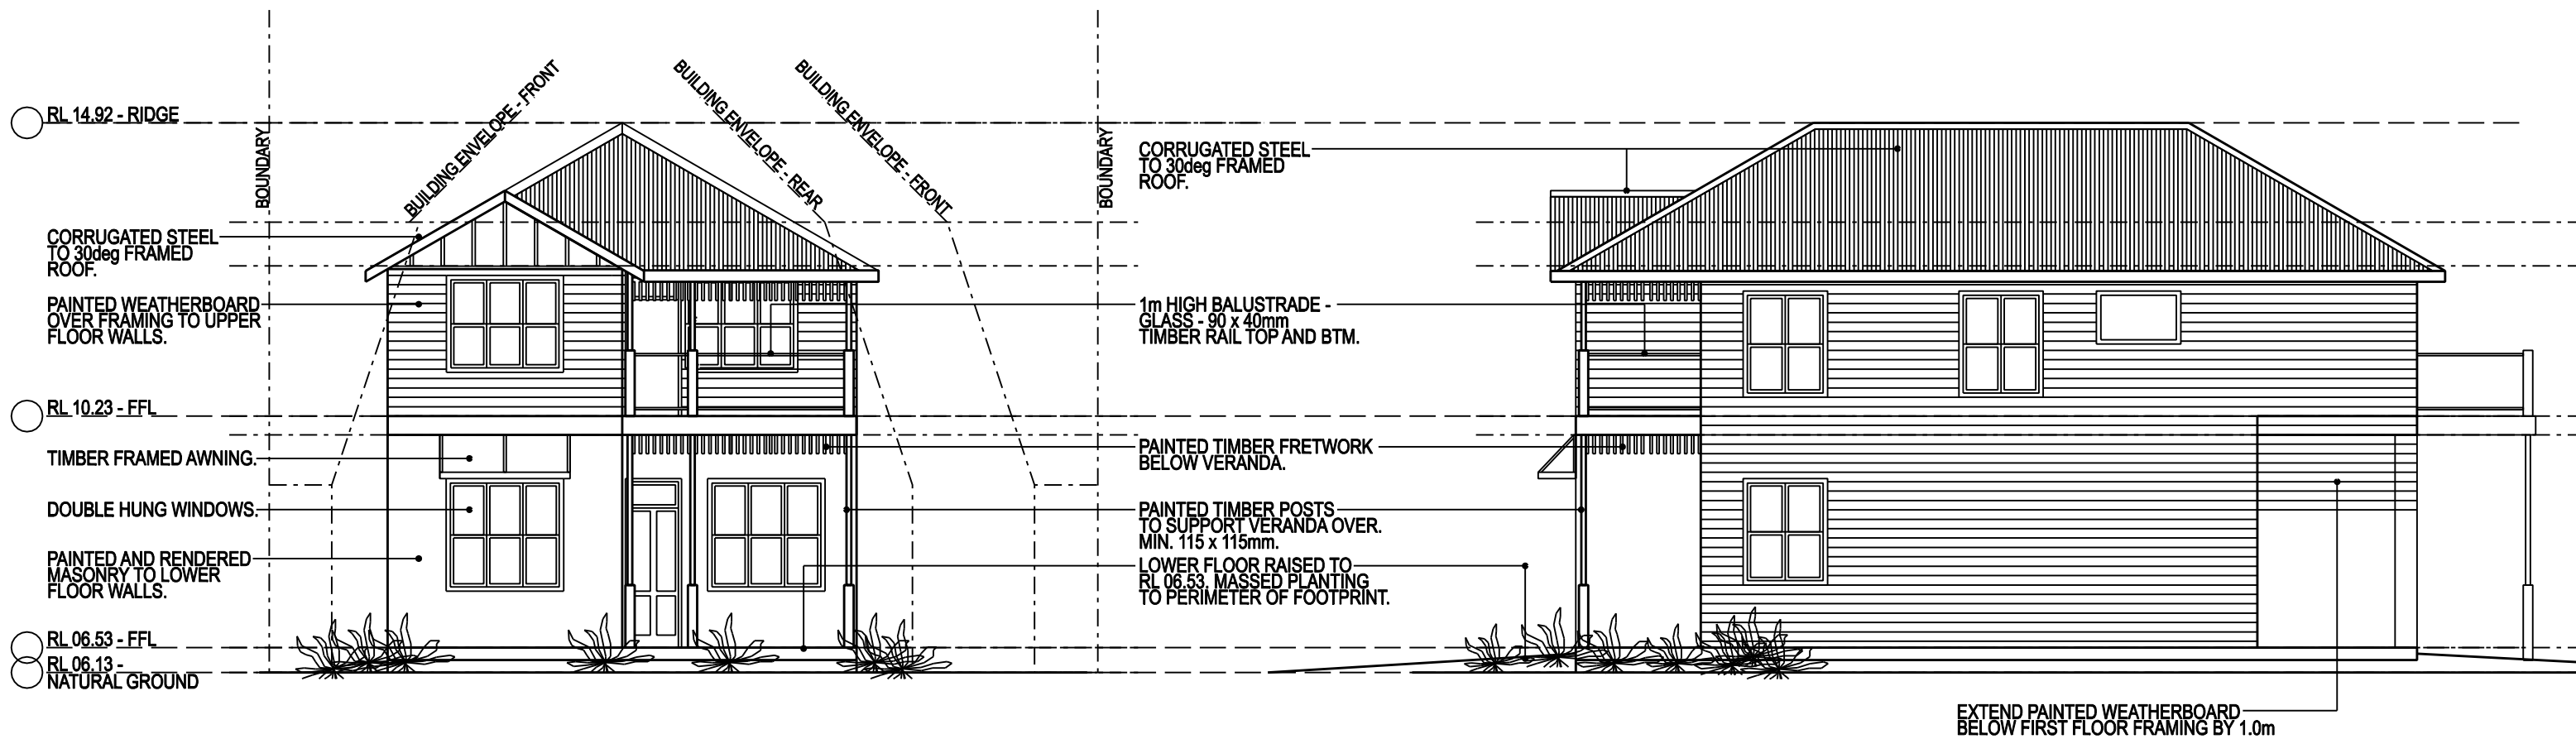 BUILDING ENVELOPE - FRONT
BUILDING ENVELOPE - REAR
BUILDING ENVELOPE - FRONT
RL 14.92 - RIDGE
BOUNDARY
BOUNDARY
CORRUGATED STEEL
TO 30deg FRAMED
ROOF.
PAINTED WEATHERBOARD
OVER FRAMING TO UPPER
FLOOR WALLS.
RL 10.23 - FFL
TIMBER FRAMED AWNING.
DOUBLE HUNG WINDOWS.
PAINTED AND RENDERED
MASONRY TO LOWER
FLOOR WALLS.
RL 06.53 - FFL
RL 06.13 -
NATURAL GROUND
CORRUGATED STEEL
TO 30deg FRAMED
ROOF.
1m HIGH BALUSTRADE -
GLASS - 90 x 40mm
TIMBER RAIL TOP AND BTM.
PAINTED TIMBER FRETWORK
BELOW VERANDA.
PAINTED TIMBER POSTS
TO SUPPORT VERANDA OVER.
MIN. 115 x 115mm.
LOWER FLOOR RAISED TO
RL 06.53. MASSED PLANTING
TO PERIMETER OF FOOTPRINT.
EXTEND PAINTED WEATHERBOARD
BELOW FIRST FLOOR FRAMING BY 1.0m